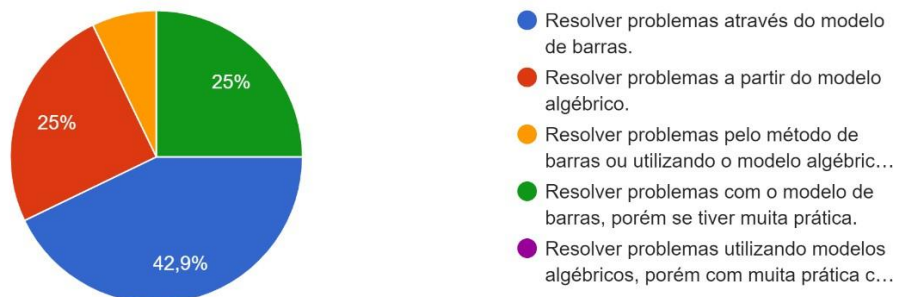 25%
25%
42,9%
Resolver problemas através do modelo
de barras.
Resolver problemas a partir do modelo
algébrico.
Resolver problemas pelo método de
barras ou utilizando o modelo algébric…
Resolver problemas com o modelo de
barras, porém se tiver muita prática.
Resolver problemas utilizando modelos
algébricos, porém com muita prática c…